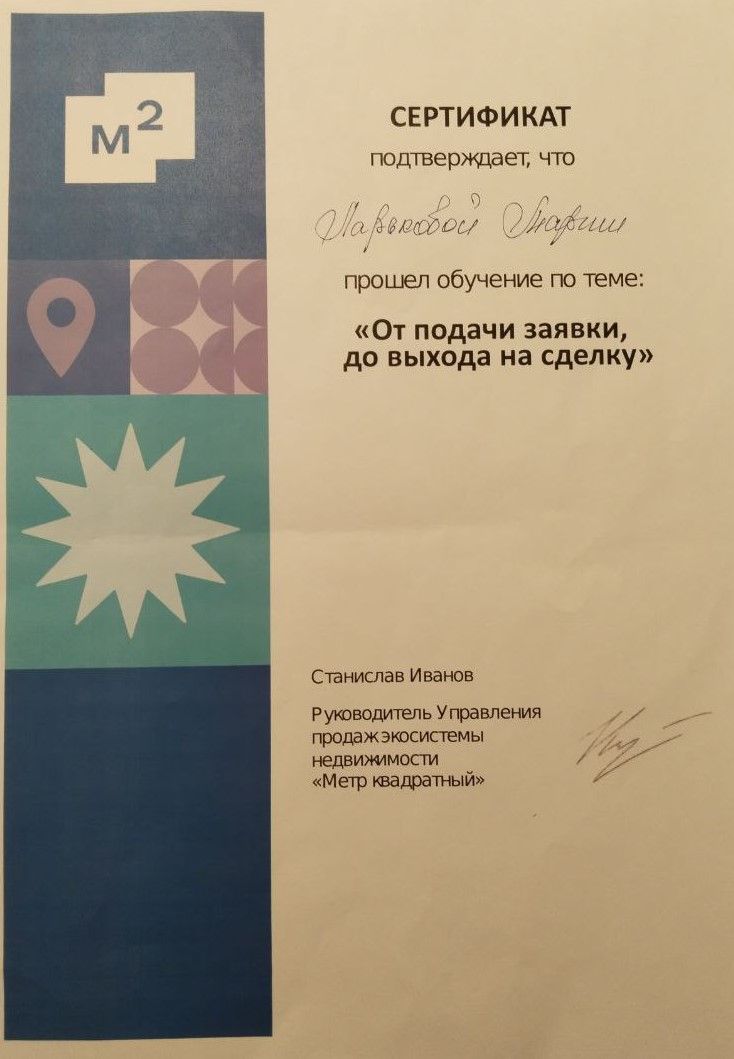 м²
СЕРТИФИКАТ
подтверждает, что
Марии
прошел обучение по теме:
«От подачи заявки,
до выхода на сделку»
Станислав Иванов
Руководитель Управления
продаж экосистемы
недвижимости
«Метр квадратный»